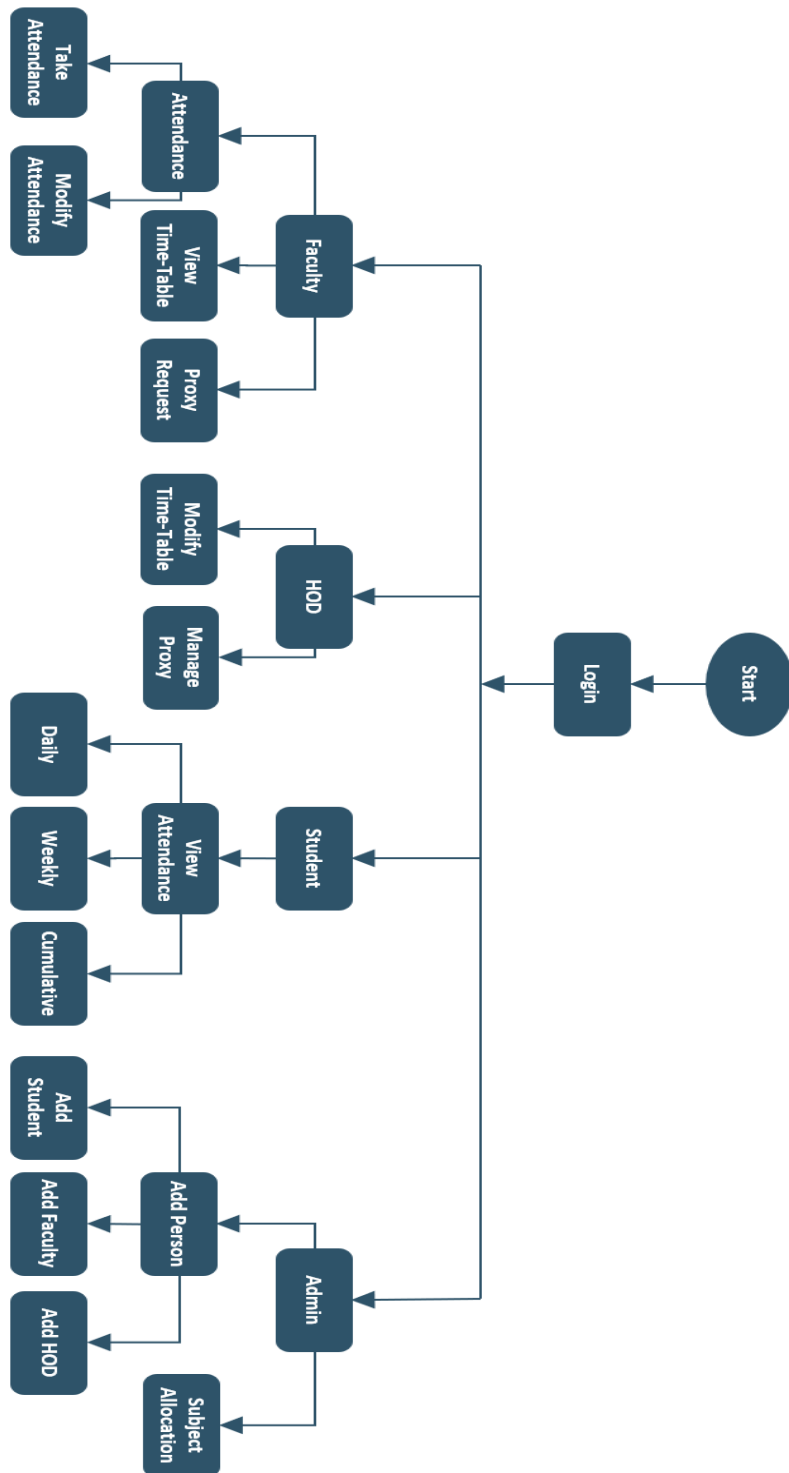 Start
Login
Faculty
HOD
Student
Admin
Attendance
View
Time-Table
Proxy
Request
Modify
Time-Table
Manage
Proxy
View
Attendance
Add Person
Subject
Allocation
Take
Attendance
Modify
Attendance
Daily
Weekly
Cumulative
Add
Student
Add Faculty
Add HOD